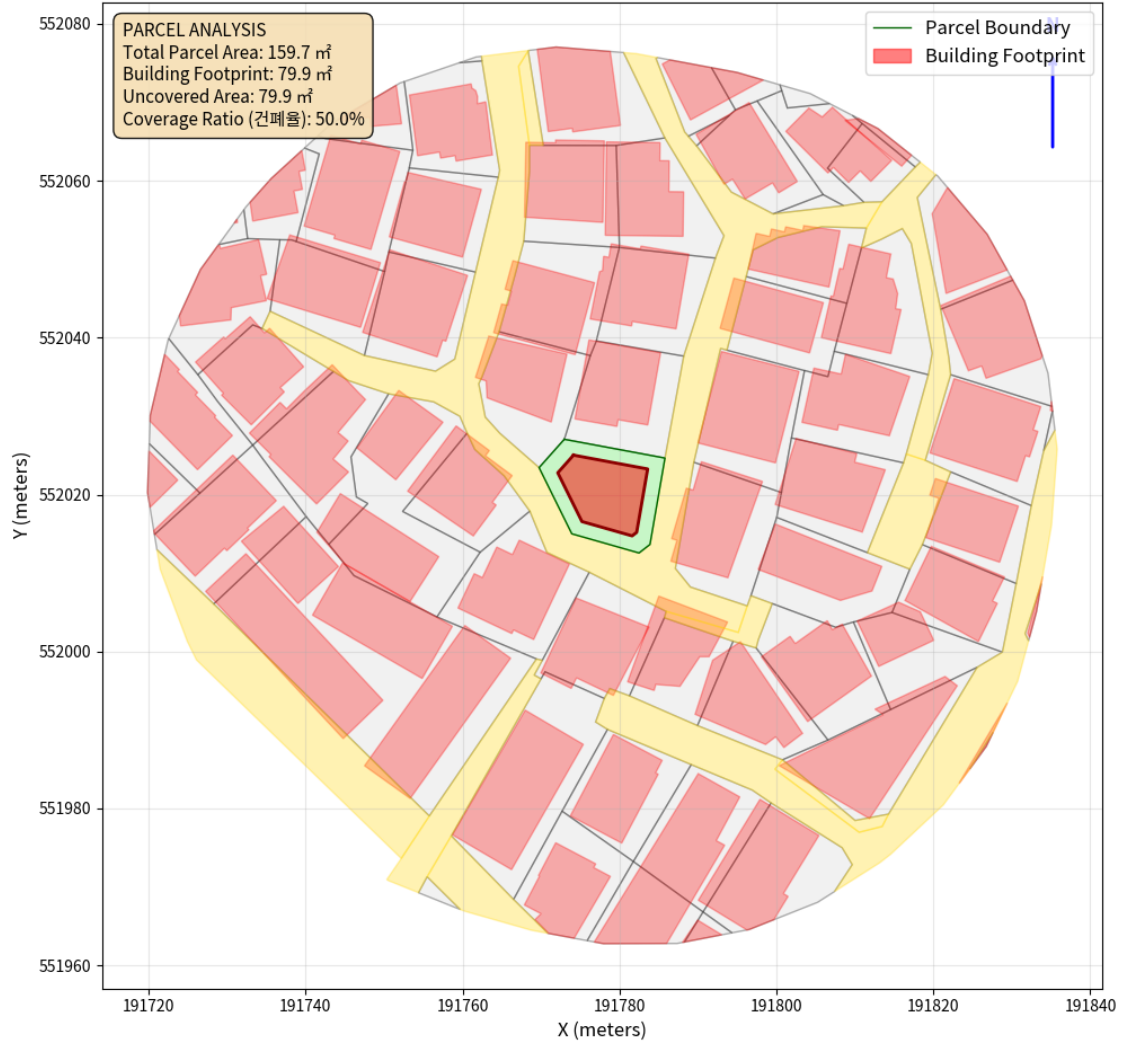 PARCEL ANALYSIS
Total Parcel Area: 159.7 ㎡
Building Footprint: 79.9 ㎡
Uncovered Area: 79.9 ㎡
Coverage Ratio (건폐율): 50.0%
Parcel Boundary
Building Footprint
N
Y (meters)
552080
552060
552040
552020
552000
551980
551960
191720
191740
191760
191780
191800
191820
191840
X (meters)